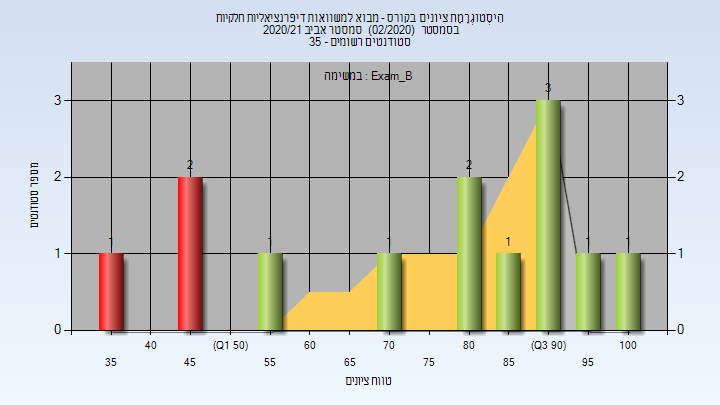 הִיסְטוֹגְרָמַת ציונים בקורס - מבוא למשוואות דיפרנציאליות חלקיות
בסמסטר (02/2020) סמסטר אביב 2020/21
סטודנטים רשומים - 35
במשימה : Exam_B
מספר סטודנטים
3 3
2 2
1 1
0 0
1 2 1 1 2 1 3 1 1
40 (Q1 50) 60 70 80 (Q3 90) 100
35 45 55 65 75 85 95
טווח ציונים